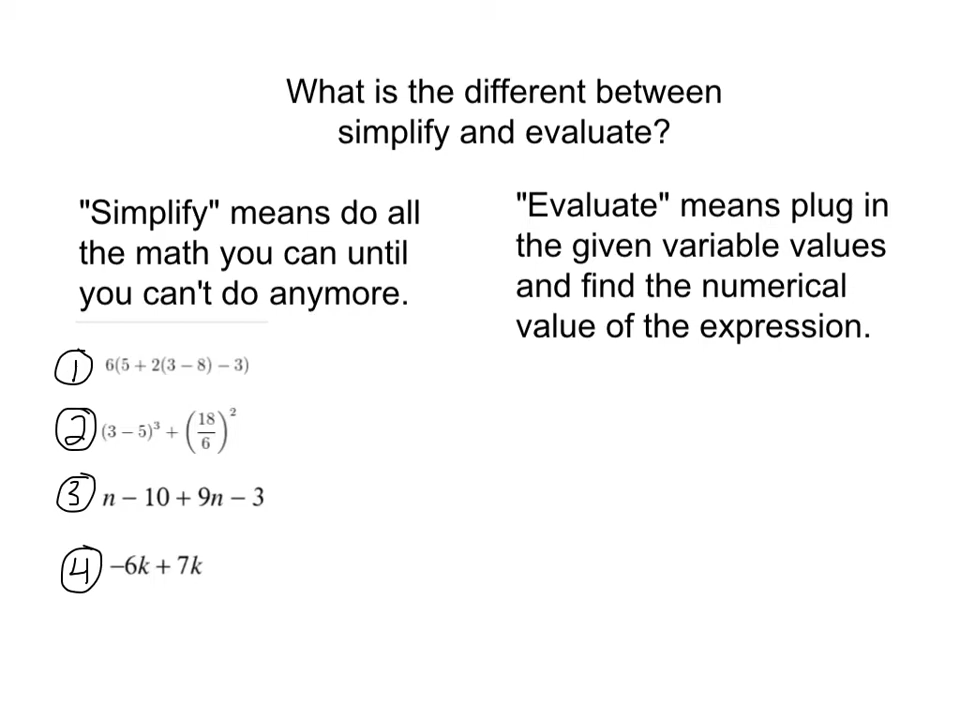 What is the different between
simplify and evaluate?
"Simplify" means do all
the math you can until
you can't do anymore.
"Evaluate" means plug in
the given variable values
and find the numerical
value of the expression.
1 6(5 + 2(3 − 8) − 3)
2 (3 − 5)³ + (18/6)²
3 n − 10 + 9n − 3
4 −6k + 7k